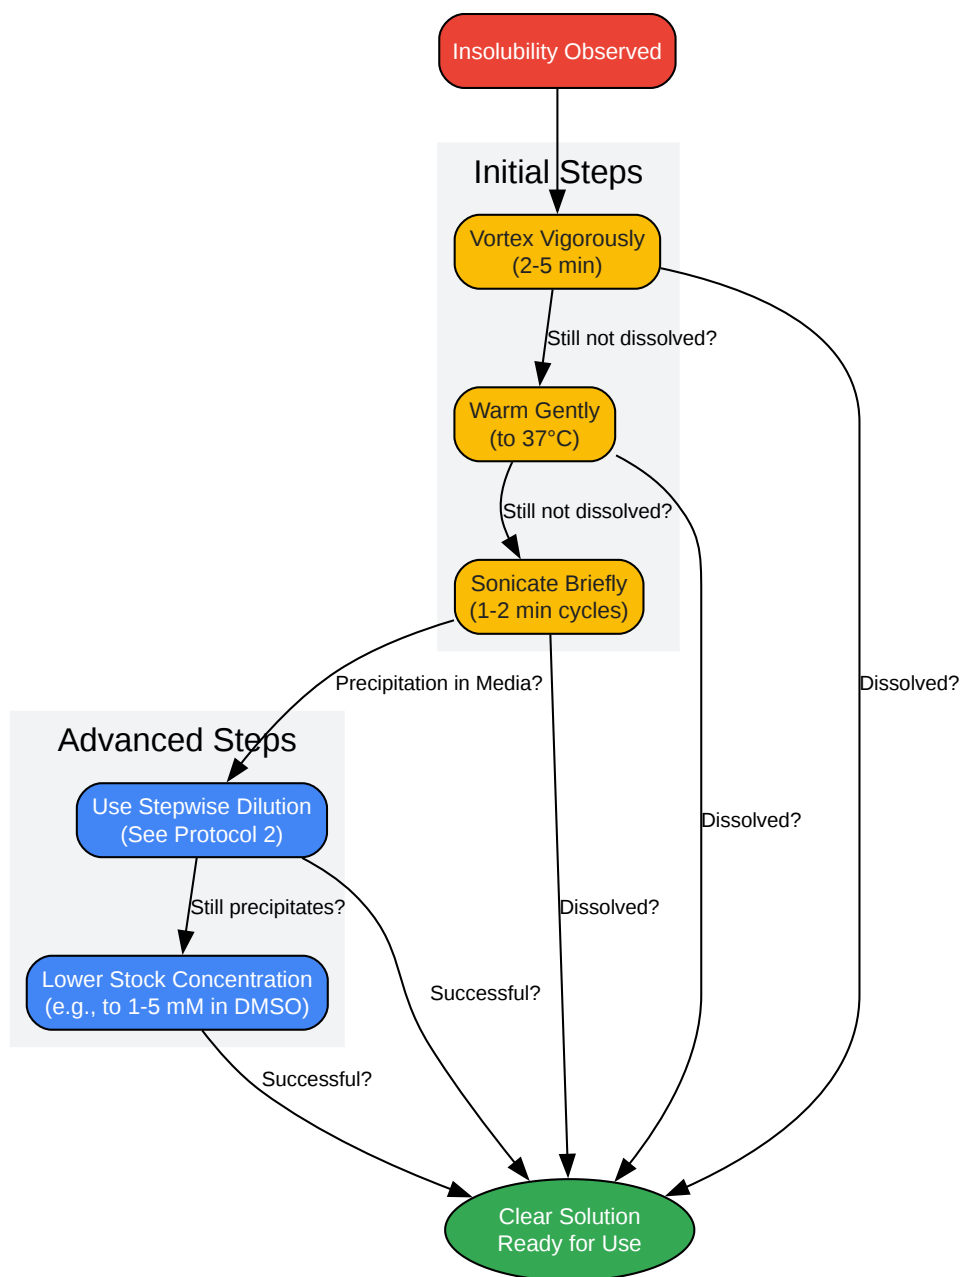 Insolubility Observed
Initial Steps
Vortex Vigorously
(2-5 min)
Still not dissolved?
Warm Gently
(to 37°C)
Still not dissolved?
Sonicate Briefly
(1-2 min cycles)
Precipitation in Media?
Dissolved?
Advanced Steps
Use Stepwise Dilution
(See Protocol 2)
Dissolved?
Still precipitates?
Dissolved?
Lower Stock Concentration
(e.g., to 1-5 mM in DMSO)
Successful?
Successful?
Clear Solution
Ready for Use